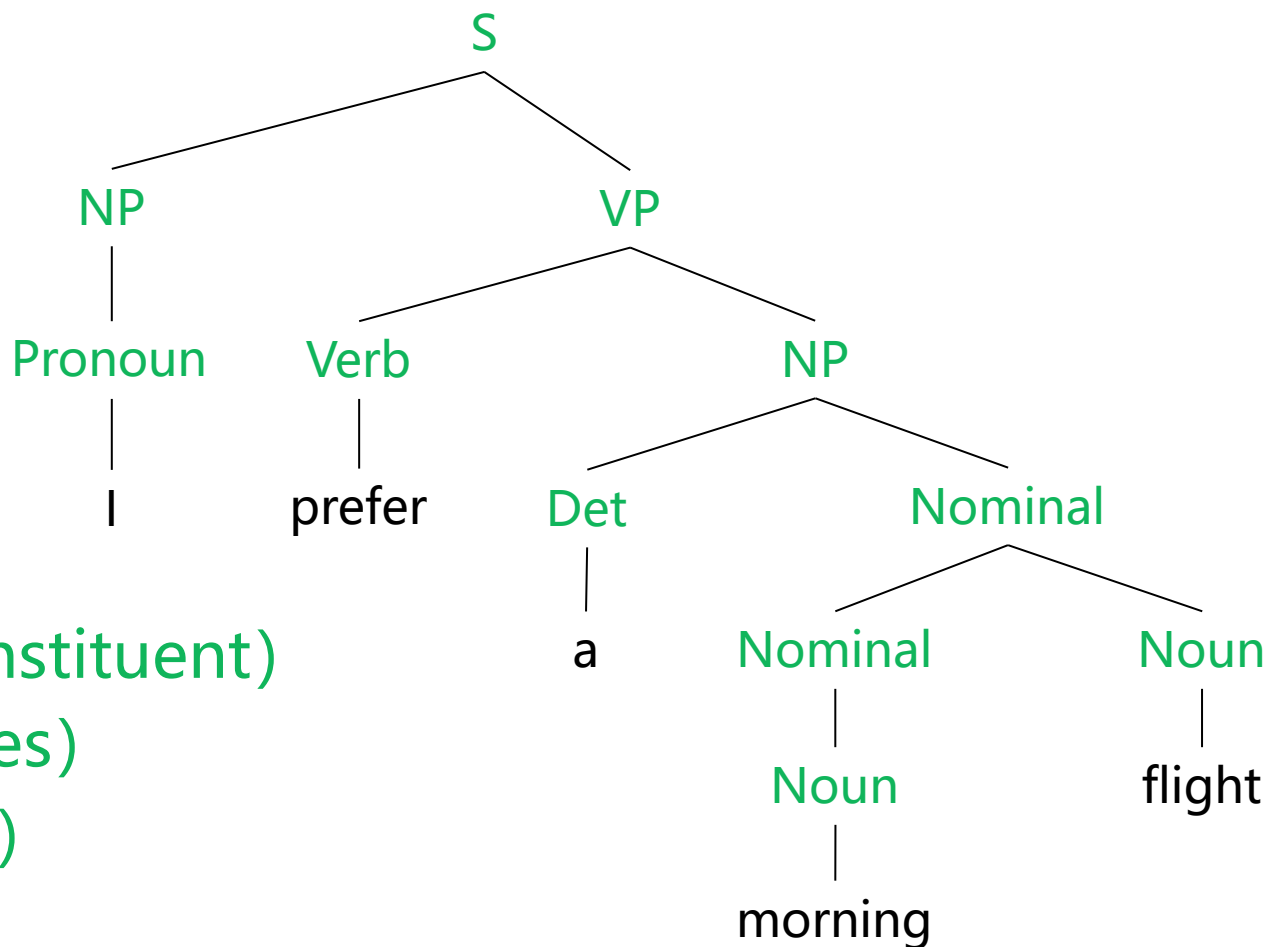 S
NP VP
Pronoun Verb NP
I prefer Det Nominal
nstituent) a Nominal Noun
es)
Noun flight
)
morning